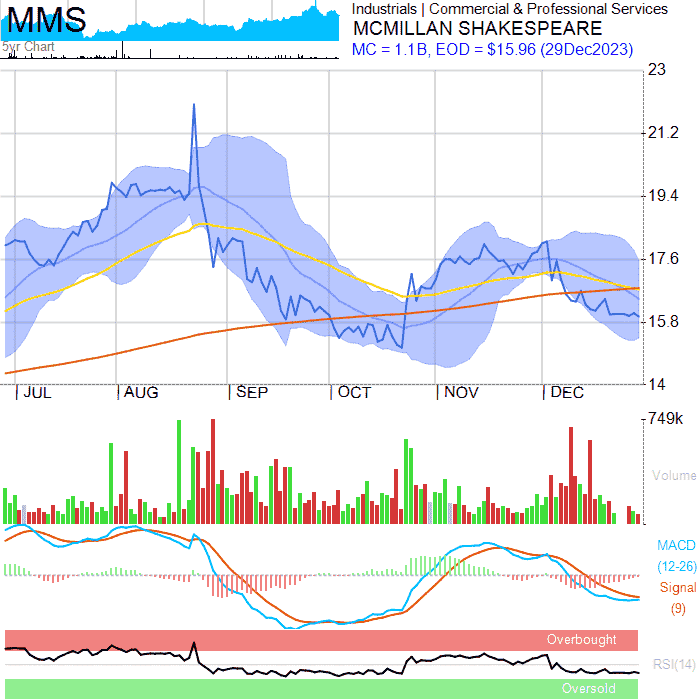 MMS
5yr Chart
Industrials | Commercial & Professional Services
MCMILLAN SHAKESPEARE
MC = 1.1B, EOD = $15.96 (29Dec2023)
23
21.2
19.4
17.6
15.8
14
JUL AUG SEP OCT NOV DEC
749k
Volume
MACD
(12-26)
Signal
(9)
Overbought
RSI(14)
Oversold